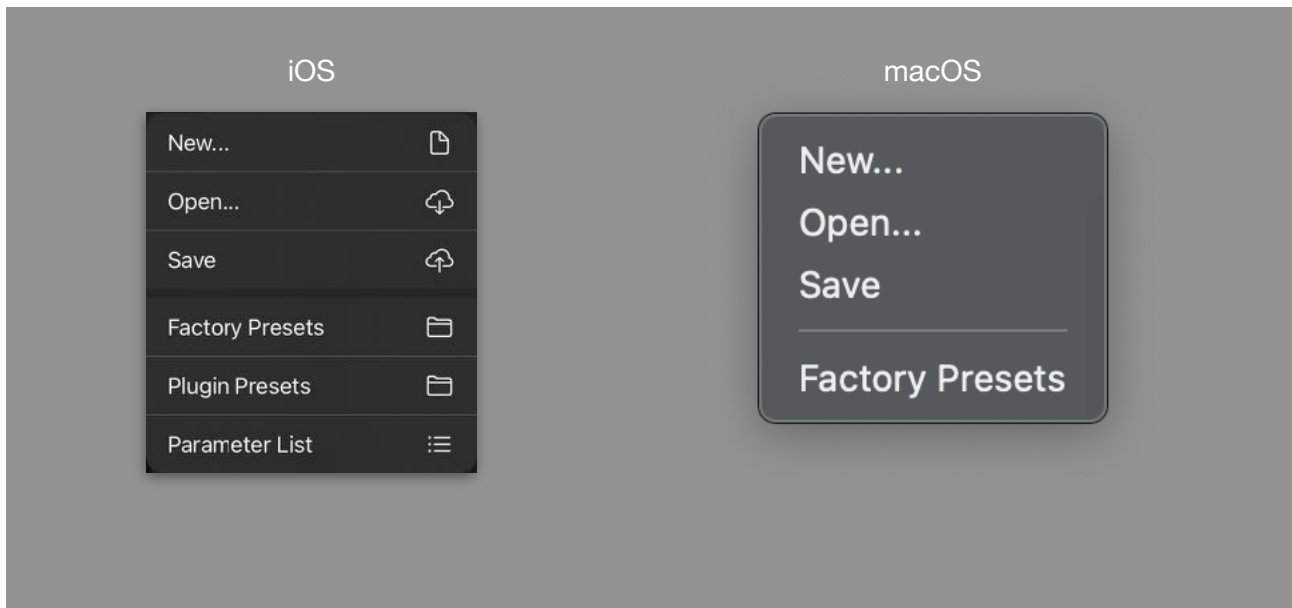 iOS
New...
Open...
Save
Factory Presets
Plugin Presets
Parameter List
macOS
New...
Open...
Save
Factory Presets